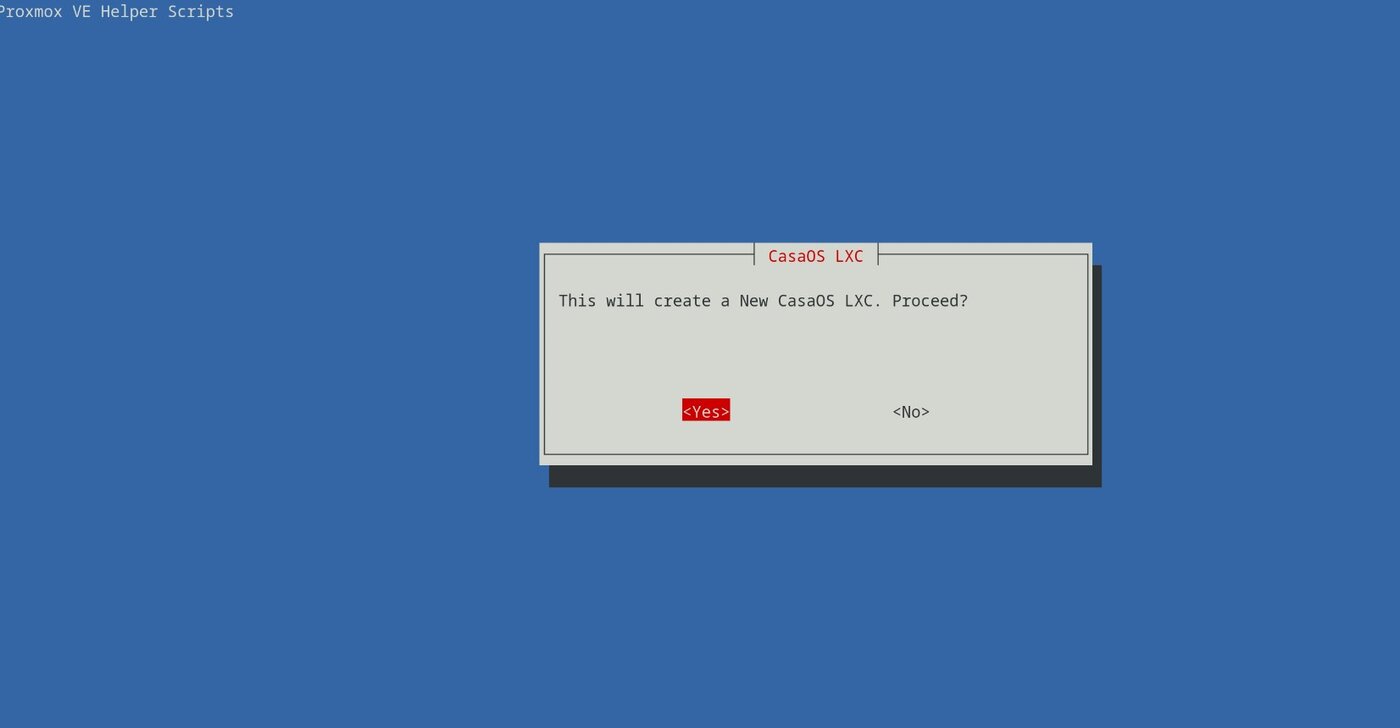 Proxmox VE Helper Scripts
CasaOS LXC
This will create a New CasaOS LXC. Proceed?
<Yes> <No>